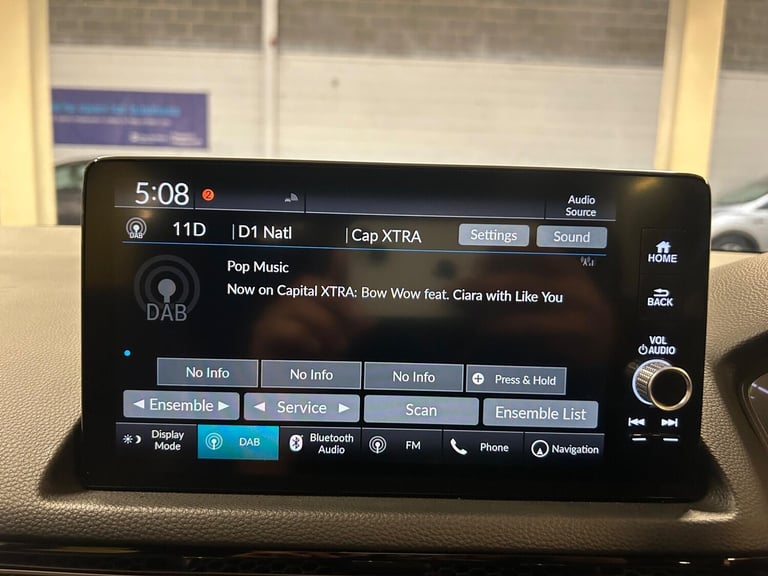 5:08 2
Audio
Source
DAB 11D | D1 Natl | Cap XTRA Settings Sound
HOME
DAB
Pop Music
Now on Capital XTRA: Bow Wow feat. Ciara with Like You
BACK
VOL
AUDIO
No Info No Info No Info Press & Hold
Ensemble Service Scan Ensemble List
Display
Mode
DAB
Bluetooth
Audio
FM
Phone
Navigation